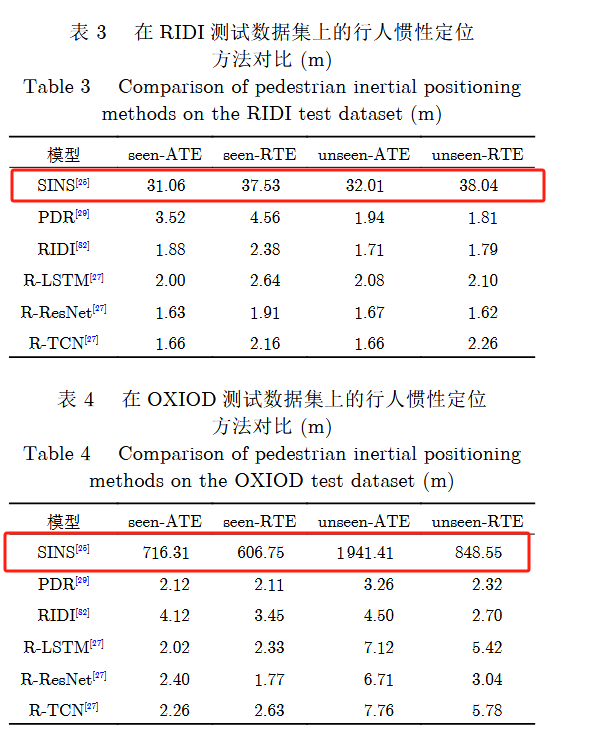 表 3 在 RIDI 测试数据集上的行人惯性定位
方法对比 (m)
Table 3 Comparison of pedestrian inertial positioning
methods on the RIDI test dataset (m)
模型 seen-ATE seen-RTE unseen-ATE unseen-RTE
SINS[25] 31.06 37.53 32.01 38.04
PDR[29] 3.52 4.56 1.94 1.81
RIDI[32] 1.88 2.38 1.71 1.79
R-LSTM[27] 2.00 2.64 2.08 2.10
R-ResNet[27] 1.63 1.91 1.67 1.62
R-TCN[27] 1.66 2.16 1.66 2.26
表 4 在 OXIOD 测试数据集上的行人惯性定位
方法对比 (m)
Table 4 Comparison of pedestrian inertial positioning
methods on the OXIOD test dataset (m)
模型 seen-ATE seen-RTE unseen-ATE unseen-RTE
SINS[25] 716.31 606.75 1941.41 848.55
PDR[29] 2.12 2.11 3.26 2.32
RIDI[32] 4.12 3.45 4.50 2.70
R-LSTM[27] 2.02 2.33 7.12 5.42
R-ResNet[27] 2.40 1.77 6.71 3.04
R-TCN[27] 2.26 2.63 7.76 5.78